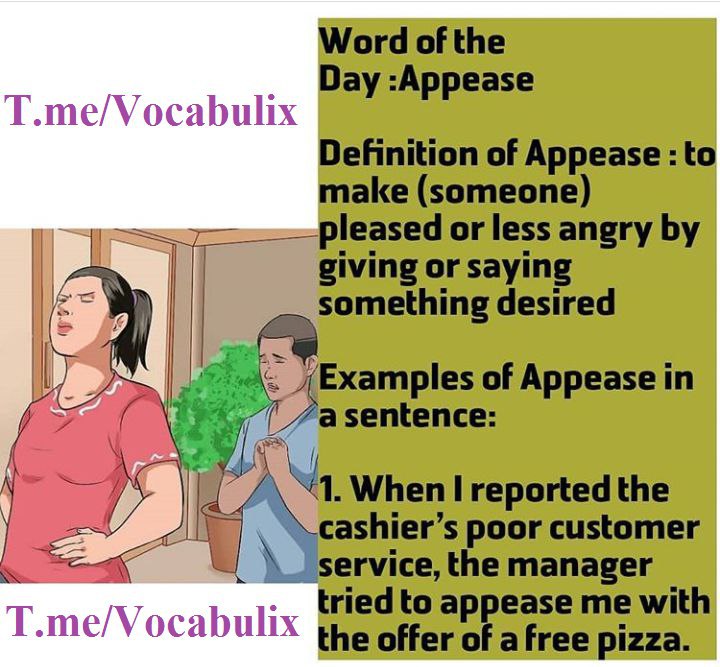 T.me/Vocabulix
Word of the
Day :Appease
Definition of Appease : to
make (someone)
pleased or less angry by
giving or saying
something desired
Examples of Appease in
a sentence:
1. When I reported the
cashier’s poor customer
service, the manager
tried to appease me with
the offer of a free pizza.
T.me/Vocabulix